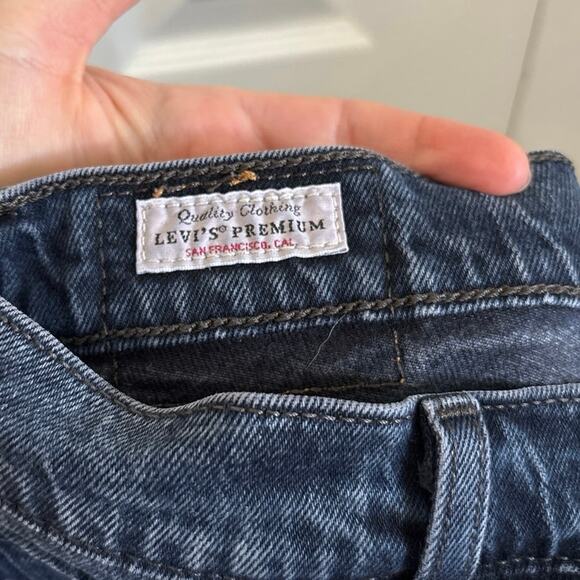 Quality Clothing
LEVI'S® PREMIUM
SAN FRANCISCO, CAL